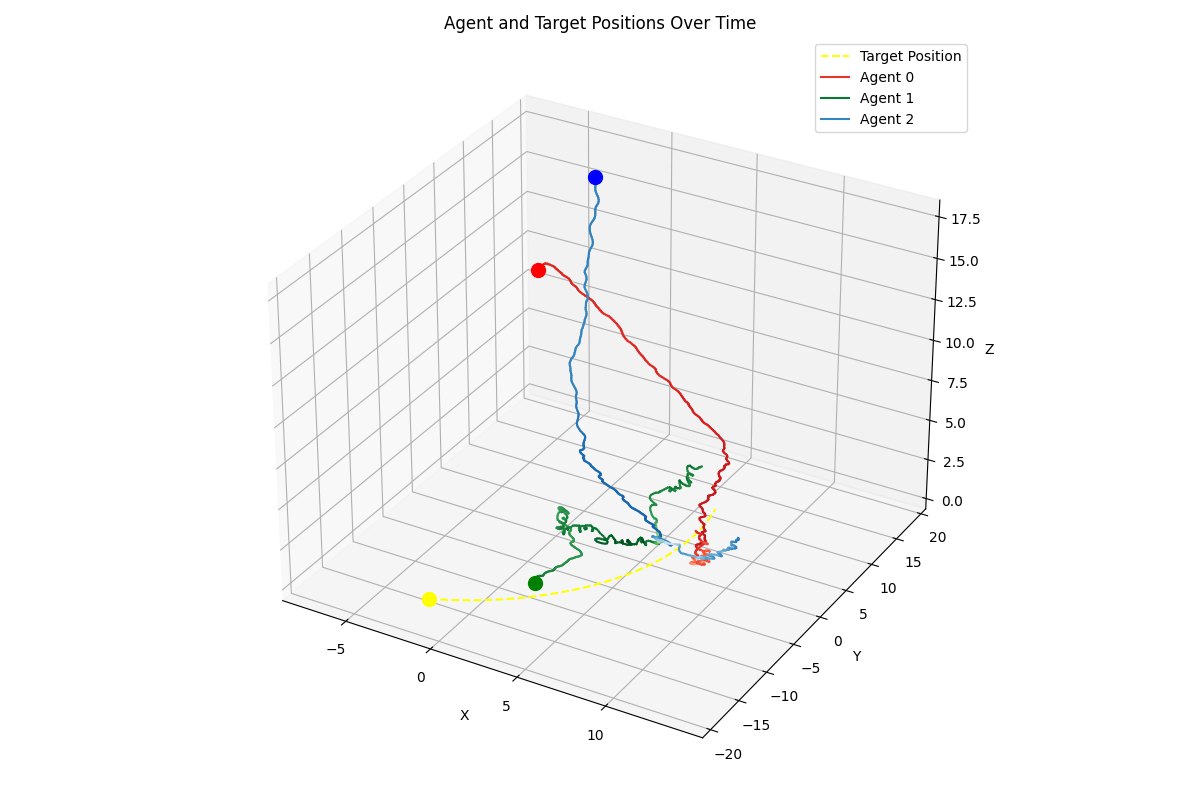 Agent and Target Positions Over Time
Target Position
Agent 0
Agent 1
Agent 2
17.5
15.0
12.5
10.0
7.5
5.0
2.5
0.0
Z
20
15
10
5
0
−5
−10
−15
−20
Y
−5
0
5
10
X